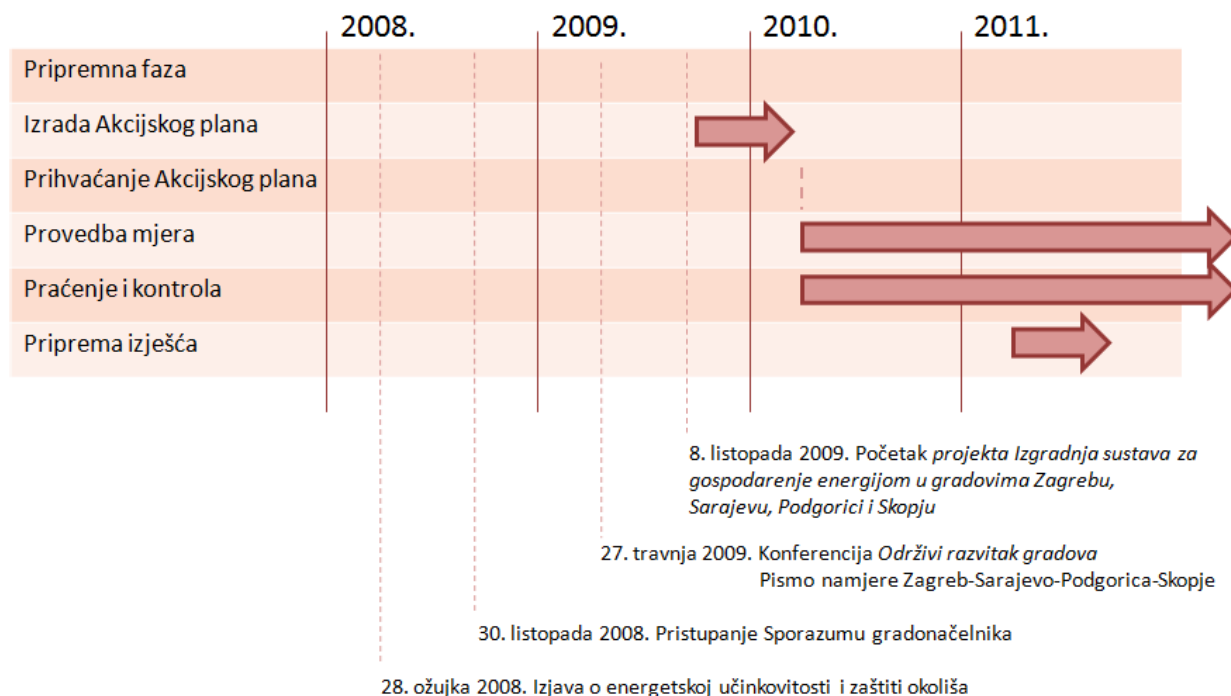 2008.
2009.
2010.
2011.
Pripremna faza
Izrada Akcijskog plana
Prihvaćanje Akcijskog plana
Provedba mjera
Praćenje i kontrola
Priprema izješća
8. listopada 2009. Početak projekta Izgradnja sustava za
gospodarenje energijom u gradovima Zagrebu,
Sarajevu, Podgorici i Skopju
27. travnja 2009. Konferencija Održivi razvitak gradova
Pismo namjere Zagreb-Sarajevo-Podgorica-Skopje
30. listopada 2008. Pristupanje Sporazumu gradonačelnika
28. ožujka 2008. Izjava o energetskoj učinkovitosti i zaštiti okoliša